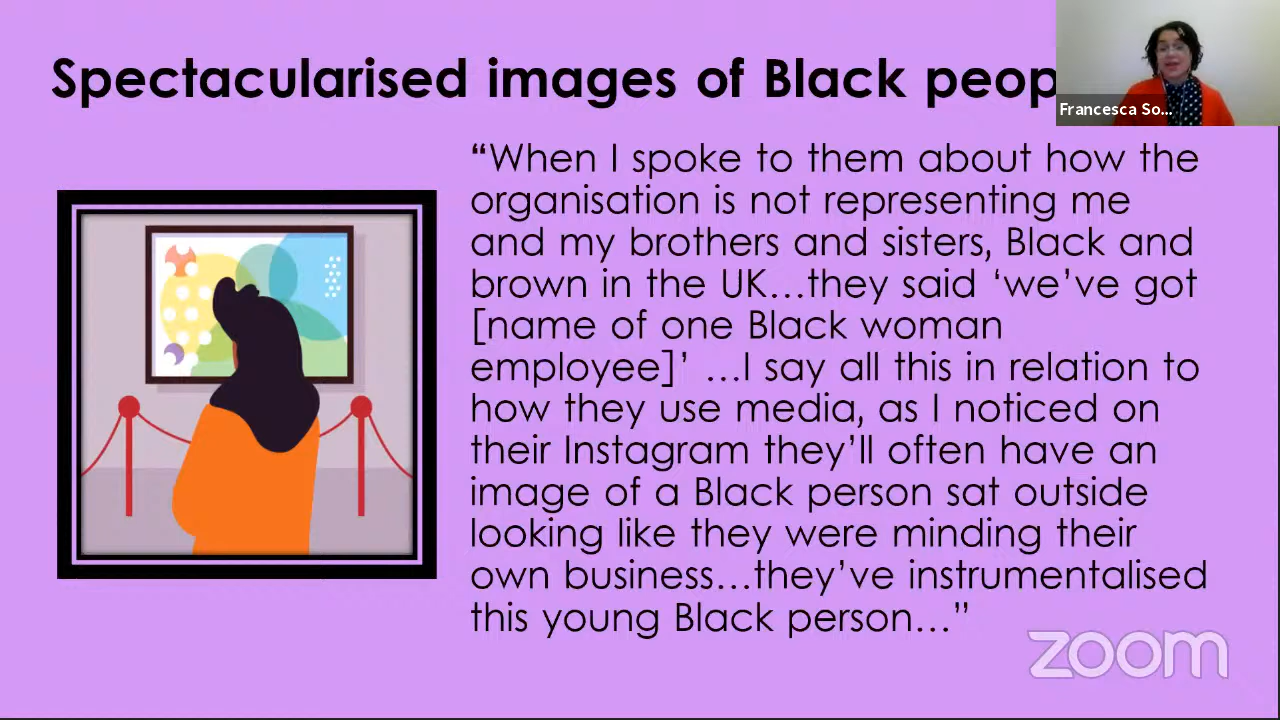 Spectacularised images of Black peop
Francesca So...
“When I spoke to them about how the
organisation is not representing me
and my brothers and sisters, Black and
brown in the UK…they said ‘we’ve got
[name of one Black woman
employee]’ …I say all this in relation to
how they use media, as I noticed on
their Instagram they’ll often have an
image of a Black person sat outside
looking like they were minding their
own business…they’ve instrumentalised
this young Black person…”
zoom